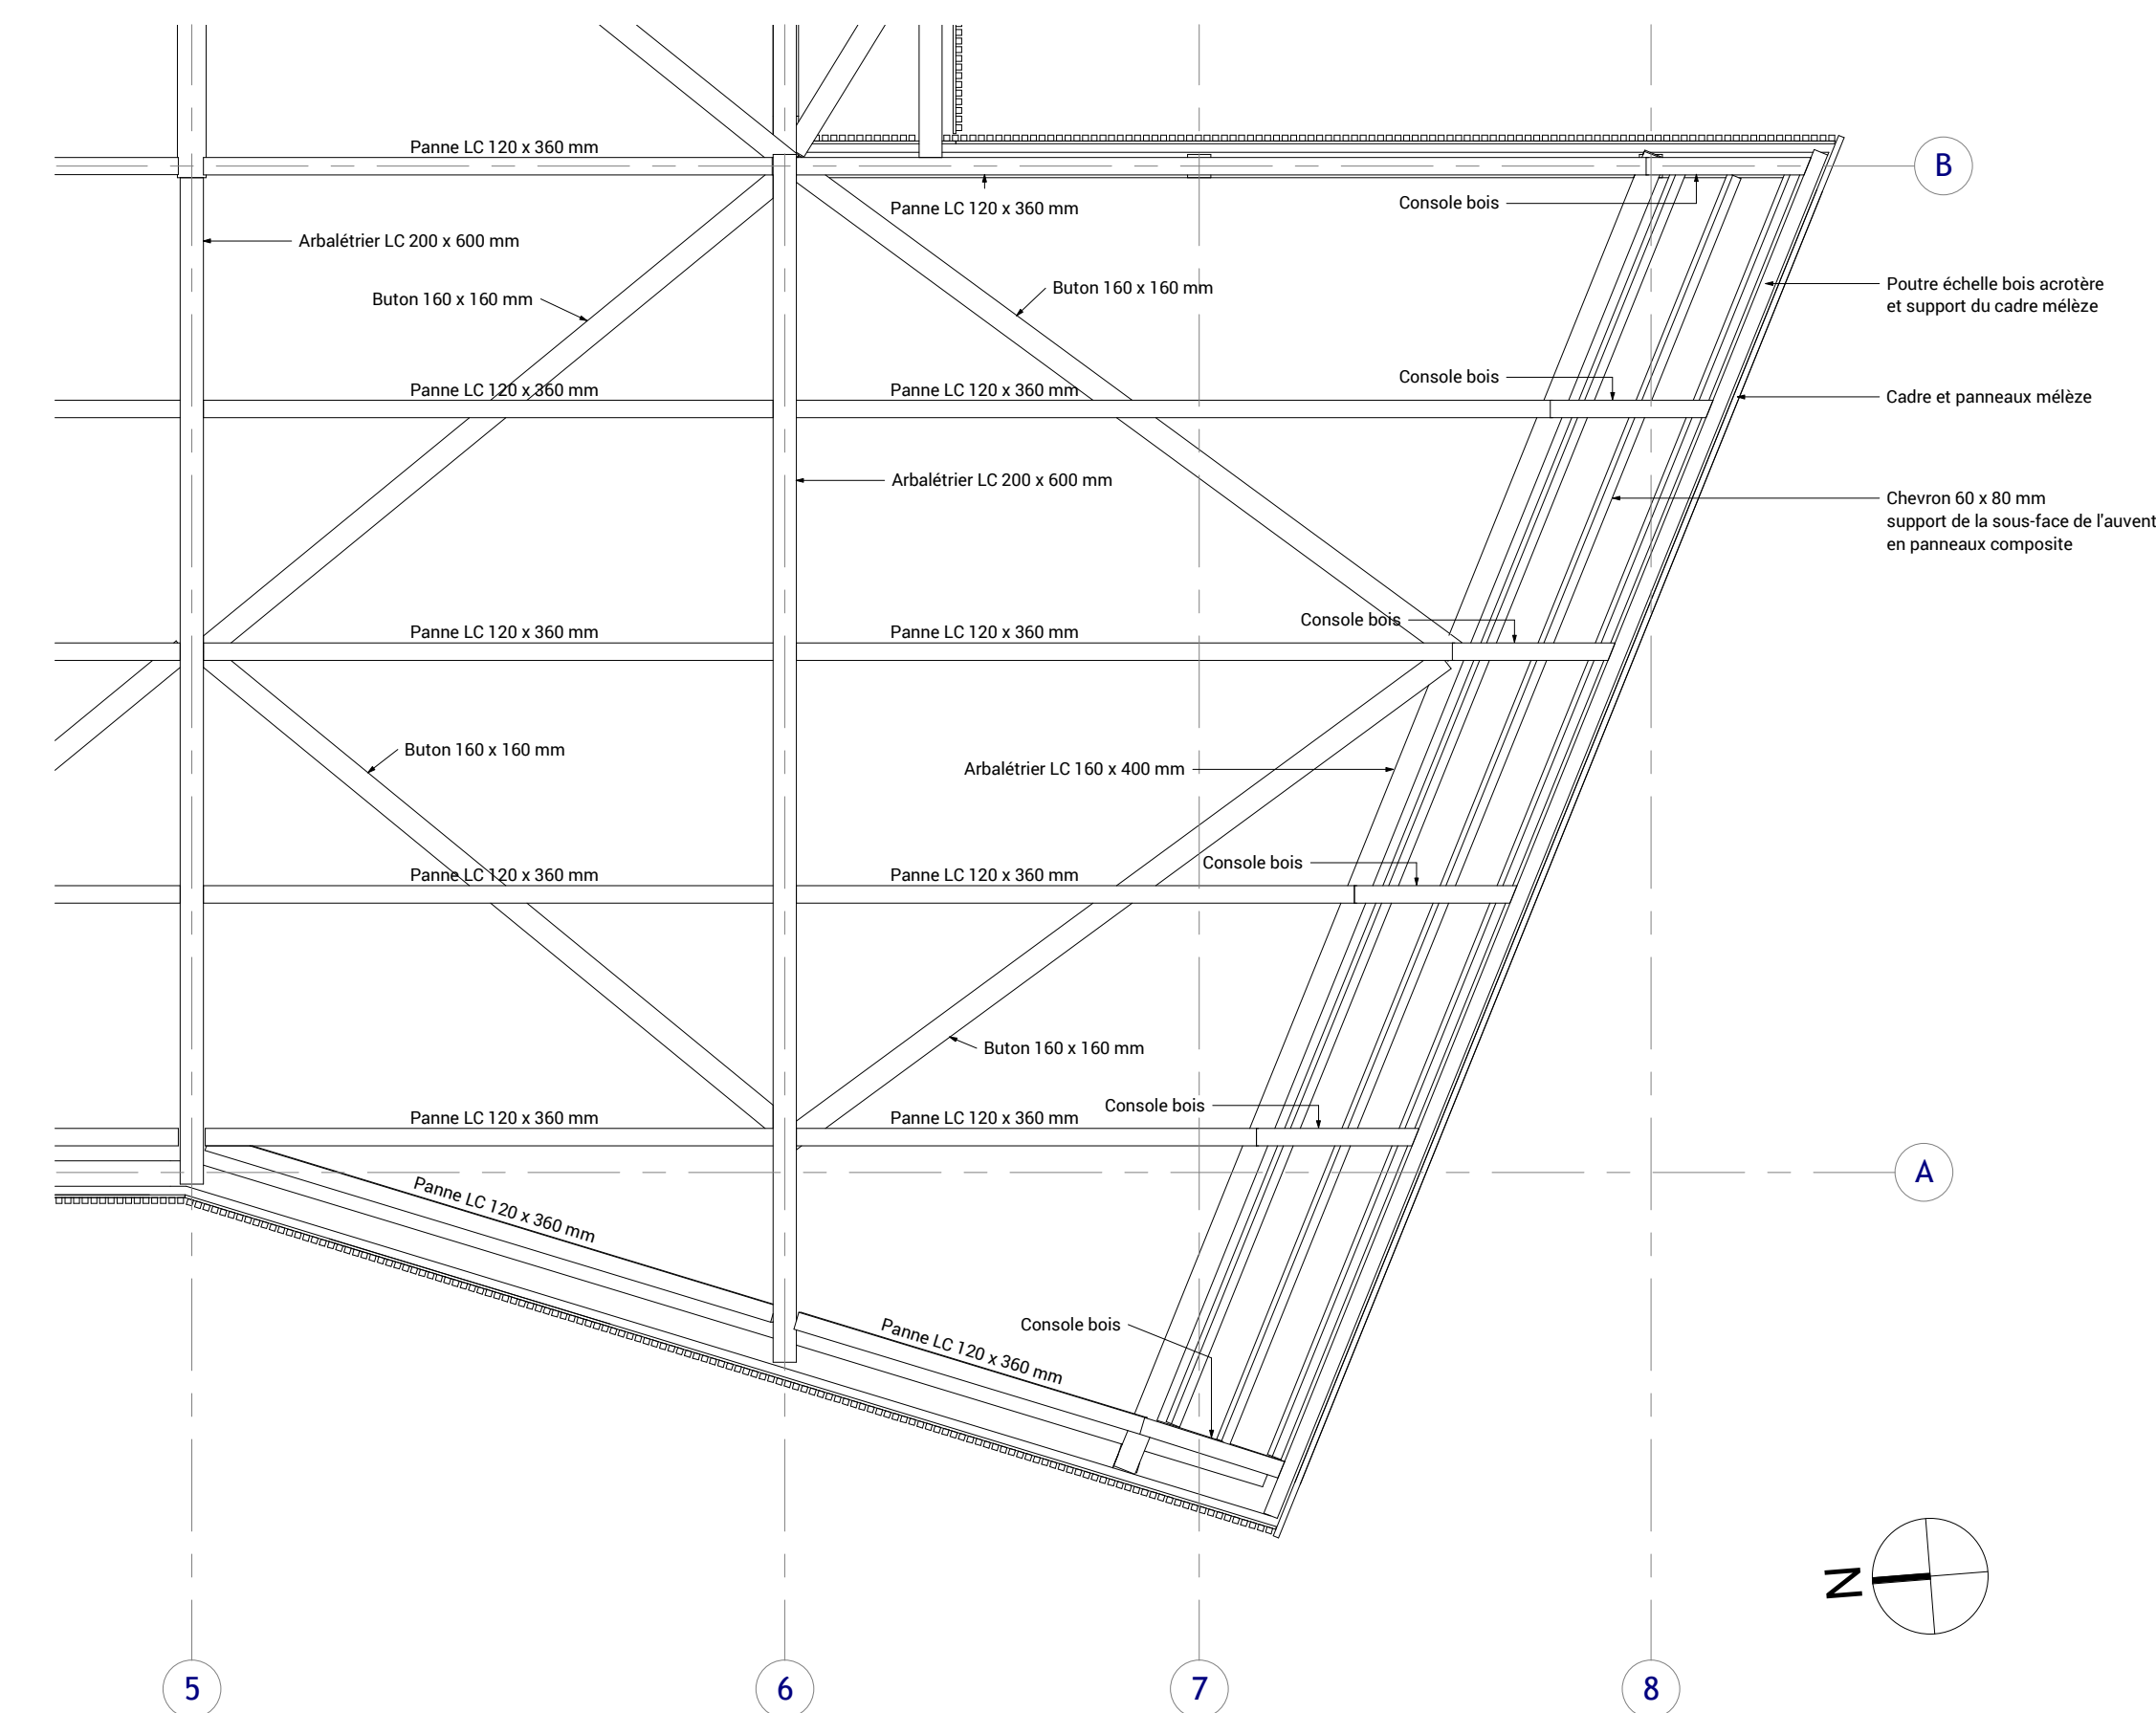 Panne LC 120 x 360 mm
B
Panne LC 120 x 360 mm
Console bois
Arbalétrier LC 200 x 600 mm
Buton 160 x 160 mm
Buton 160 x 160 mm
Poutre échelle bois acrotère
et support du cadre mélèze
Console bois
Panne LC 120 x 360 mm
Panne LC 120 x 360 mm
Cadre et panneaux mélèze
Arbalétrier LC 200 x 600 mm
Chevron 60 x 80 mm
support de la sous-face de l'auvent
en panneaux composite
Console bois
Panne LC 120 x 360 mm
Panne LC 120 x 360 mm
Buton 160 x 160 mm
Arbalétrier LC 160 x 400 mm
Console bois
Panne LC 120 x 360 mm
Panne LC 120 x 360 mm
Buton 160 x 160 mm
Console bois
Panne LC 120 x 360 mm
Panne LC 120 x 360 mm
A
Panne LC 120 x 360 mm
Console bois
Panne LC 120 x 360 mm
N
5
6
7
8